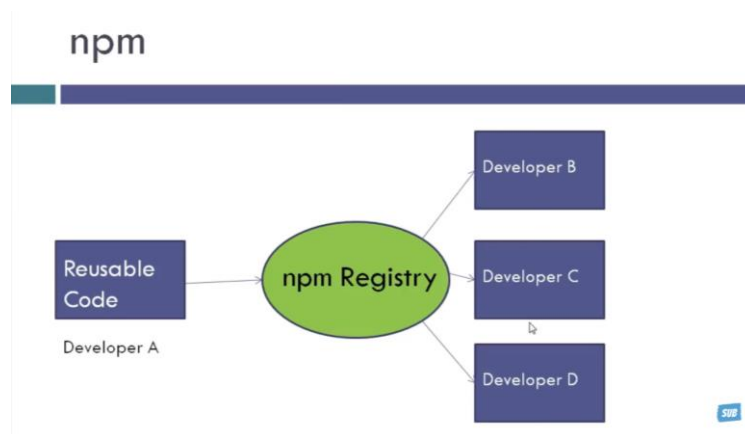 npm
Reusable
Code
Developer A
npm Registry
Developer B
Developer C
Developer D
SUB